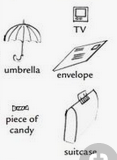 TV
umbrella
envelope
piece of
candy
suitcase